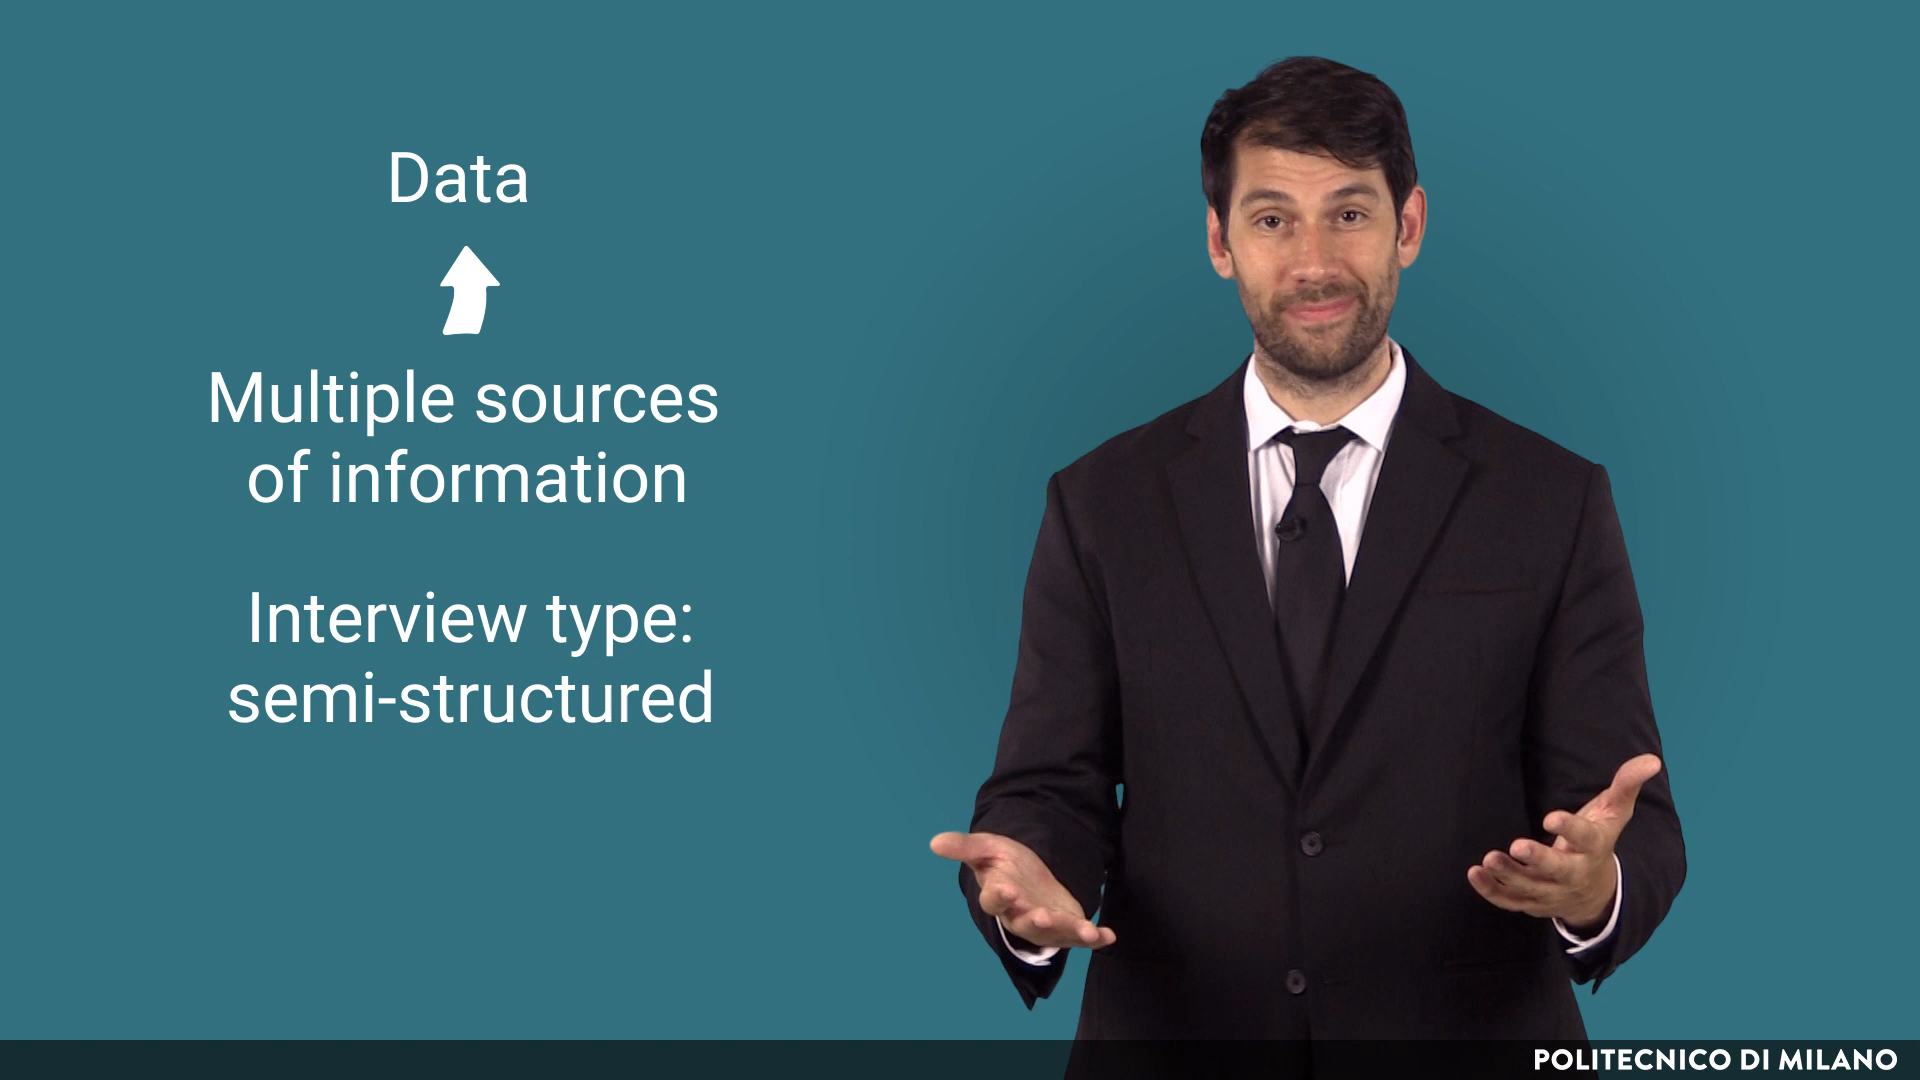 Data
Multiple sources
of information
Interview type:
semi-structured
POLITECNICO DI MILANO